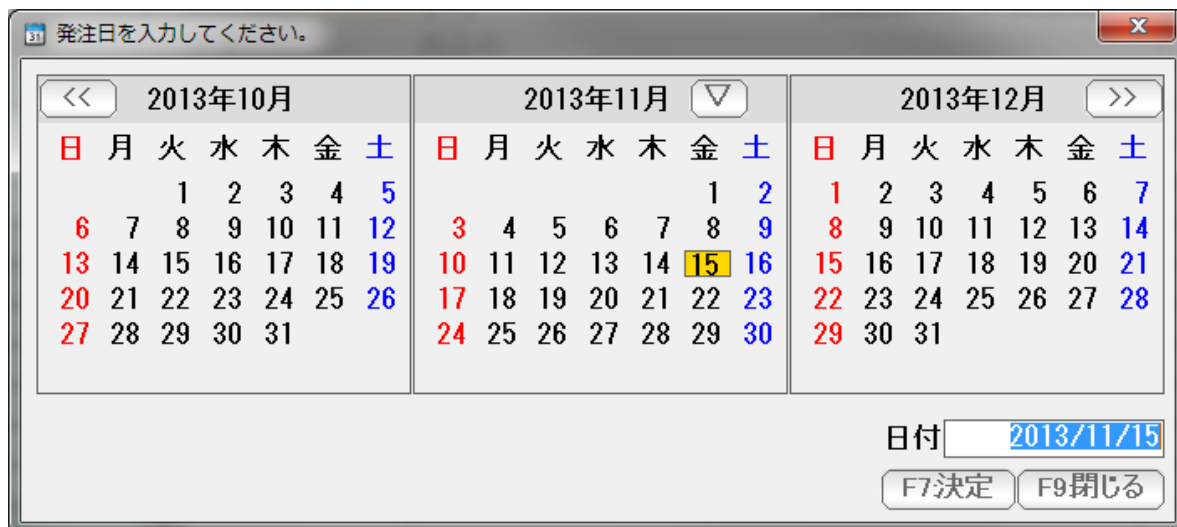 31 発注日を入力してください。 x
<< 2013年10月 2013年11月 ▽ 2013年12月 >>
日 月 火 水 木 金 土 日 月 火 水 木 金 土 日 月 火 水 木 金 土
1 2 3 4 5 1 2 1 2 3 4 5 6 7
6 7 8 9 10 11 12 3 4 5 6 7 8 9 8 9 10 11 12 13 14
13 14 15 16 17 18 19 10 11 12 13 14 15 16 15 16 17 18 19 20 21
20 21 22 23 24 25 26 17 18 19 20 21 22 23 22 23 24 25 26 27 28
27 28 29 30 31 24 25 26 27 28 29 30 29 30 31
日付 2013/11/15
F7:決定 F9:閉じる